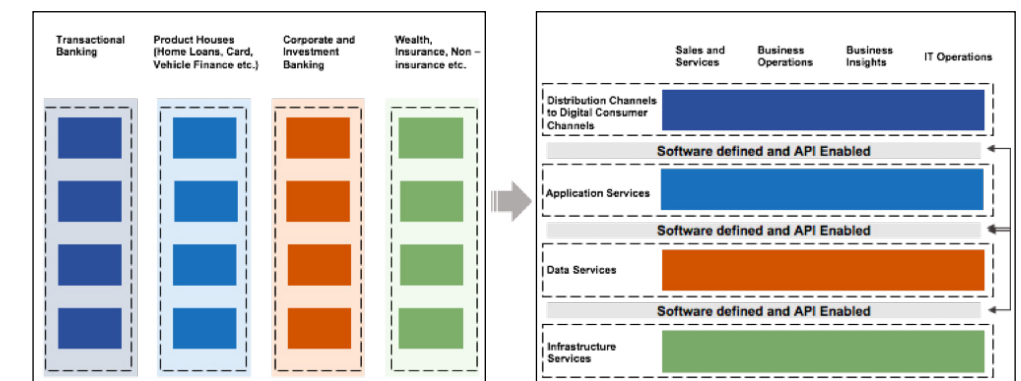 Transactional
Banking
Product Houses
(Home Loans, Card,
Vehicle Finance etc.)
Corporate and
Investment
Banking
Wealth,
Insurance, Non –
insurance etc.
Sales and
Services
Business
Operations
Business
Insights
IT Operations
Distribution Channels
to Digital Consumer
Channels
Software defined and API Enabled
Application Services
Software defined and API Enabled
Data Services
Software defined and API Enabled
Infrastructure
Services